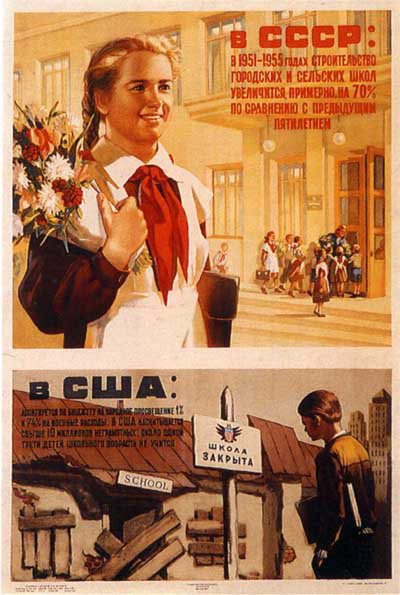 В СССР:
В 1951-1955 ГОДАХ СТРОИТЕЛЬСТВО
ГОРОДСКИХ И СЕЛЬСКИХ ШКОЛ
УВЕЛИЧИТСЯ, ПРИМЕРНО, НА 70%
ПО СРАВНЕНИЮ С ПРЕДЫДУЩИМ
ПЯТИЛЕТИЕМ
В США:
АССИГНУЕТСЯ ПО БЮДЖЕТУ НА НАРОДНОЕ ПРОСВЕЩЕНИЕ 1%
И 74% НА ВОЕННЫЕ РАСХОДЫ. В США НАСЧИТЫВАЕТСЯ
СВЫШЕ 10 МИЛЛИОНОВ НЕГРАМОТНЫХ; ОКОЛО ОДНОЙ
ТРЕТИ ДЕТЕЙ ШКОЛЬНОГО ВОЗРАСТА НЕ УЧИТСЯ.
ШКОЛА
ЗАКРЫТА
SCHOOL